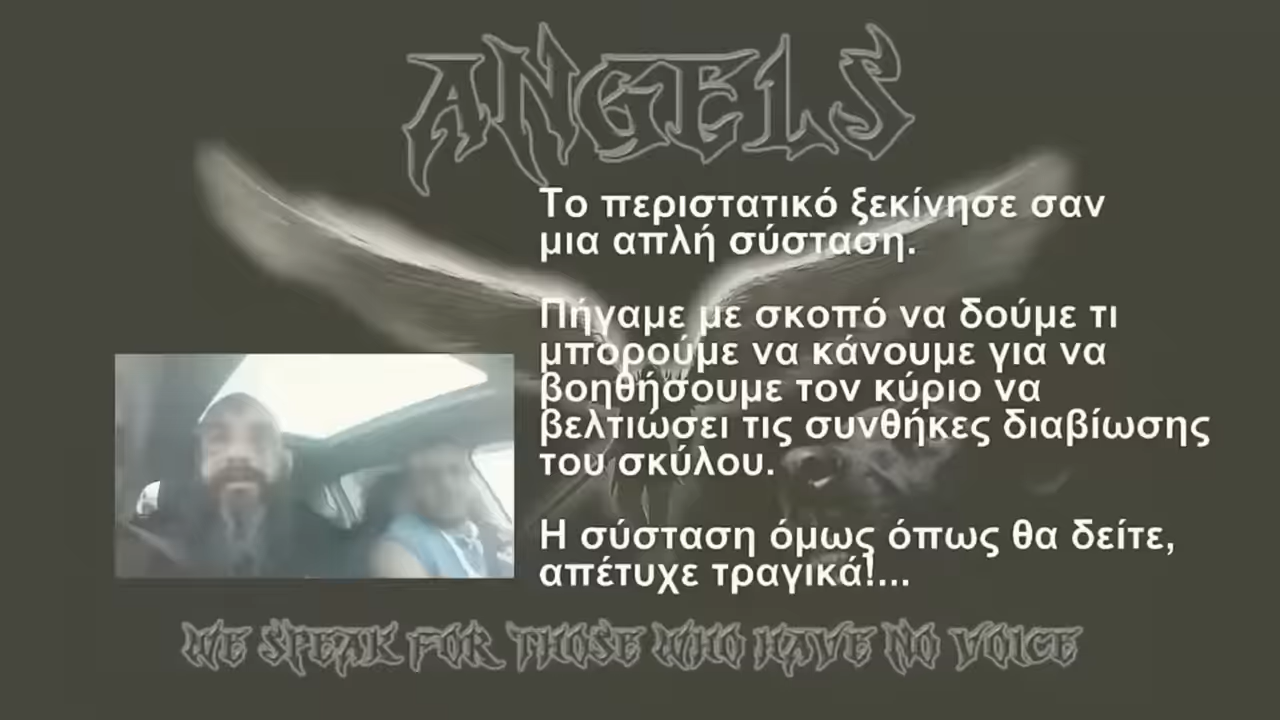 ANGELS
Το περιστατικό ξεκίνησε σαν
μια απλή σύσταση.
Πήγαμε με σκοπό να δούμε τι
μπορούμε να κάνουμε για να
βοηθήσουμε τον κύριο να
βελτιώσει τις συνθήκες διαβίωσης
του σκύλου.
Η σύσταση όμως όπως θα δείτε,
απέτυχε τραγικά!...
WE SPEAK FOR THOSE WHO HAVE NO VOICE